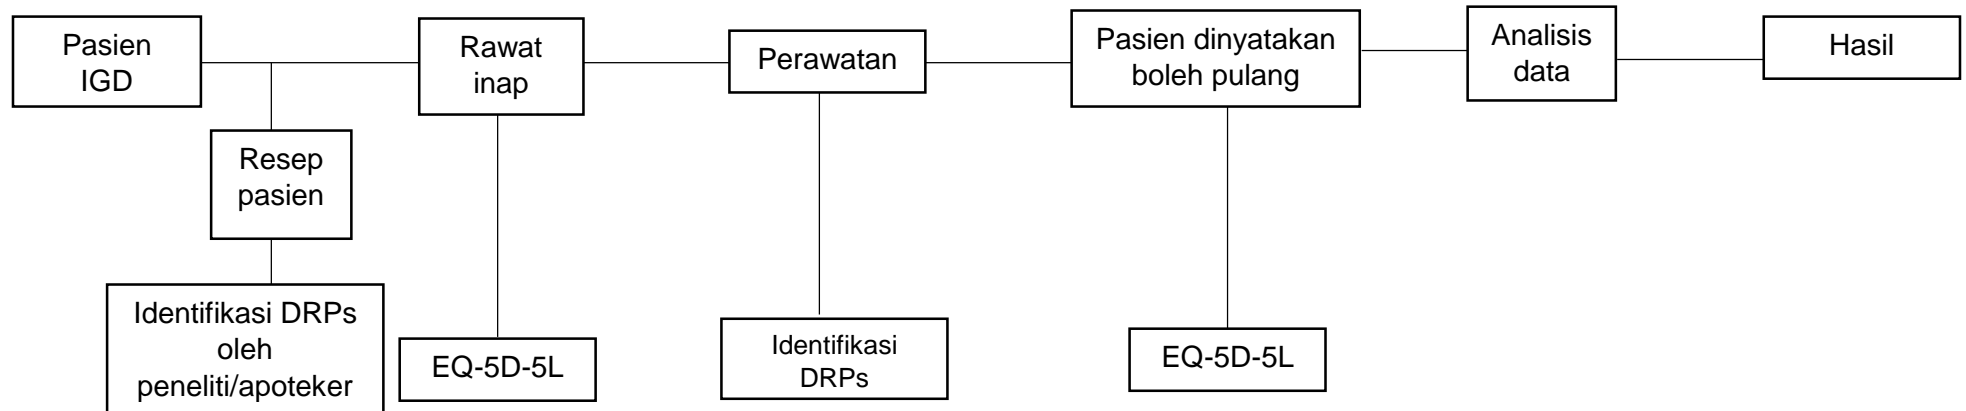 Pasien
IGD
Rawat
inap
Perawatan
Pasien dinyatakan
boleh pulang
Analisis
data
Hasil
Resep
pasien
Identifikasi DRPs
oleh
peneliti/apoteker
EQ-5D-5L
Identifikasi
DRPs
EQ-5D-5L